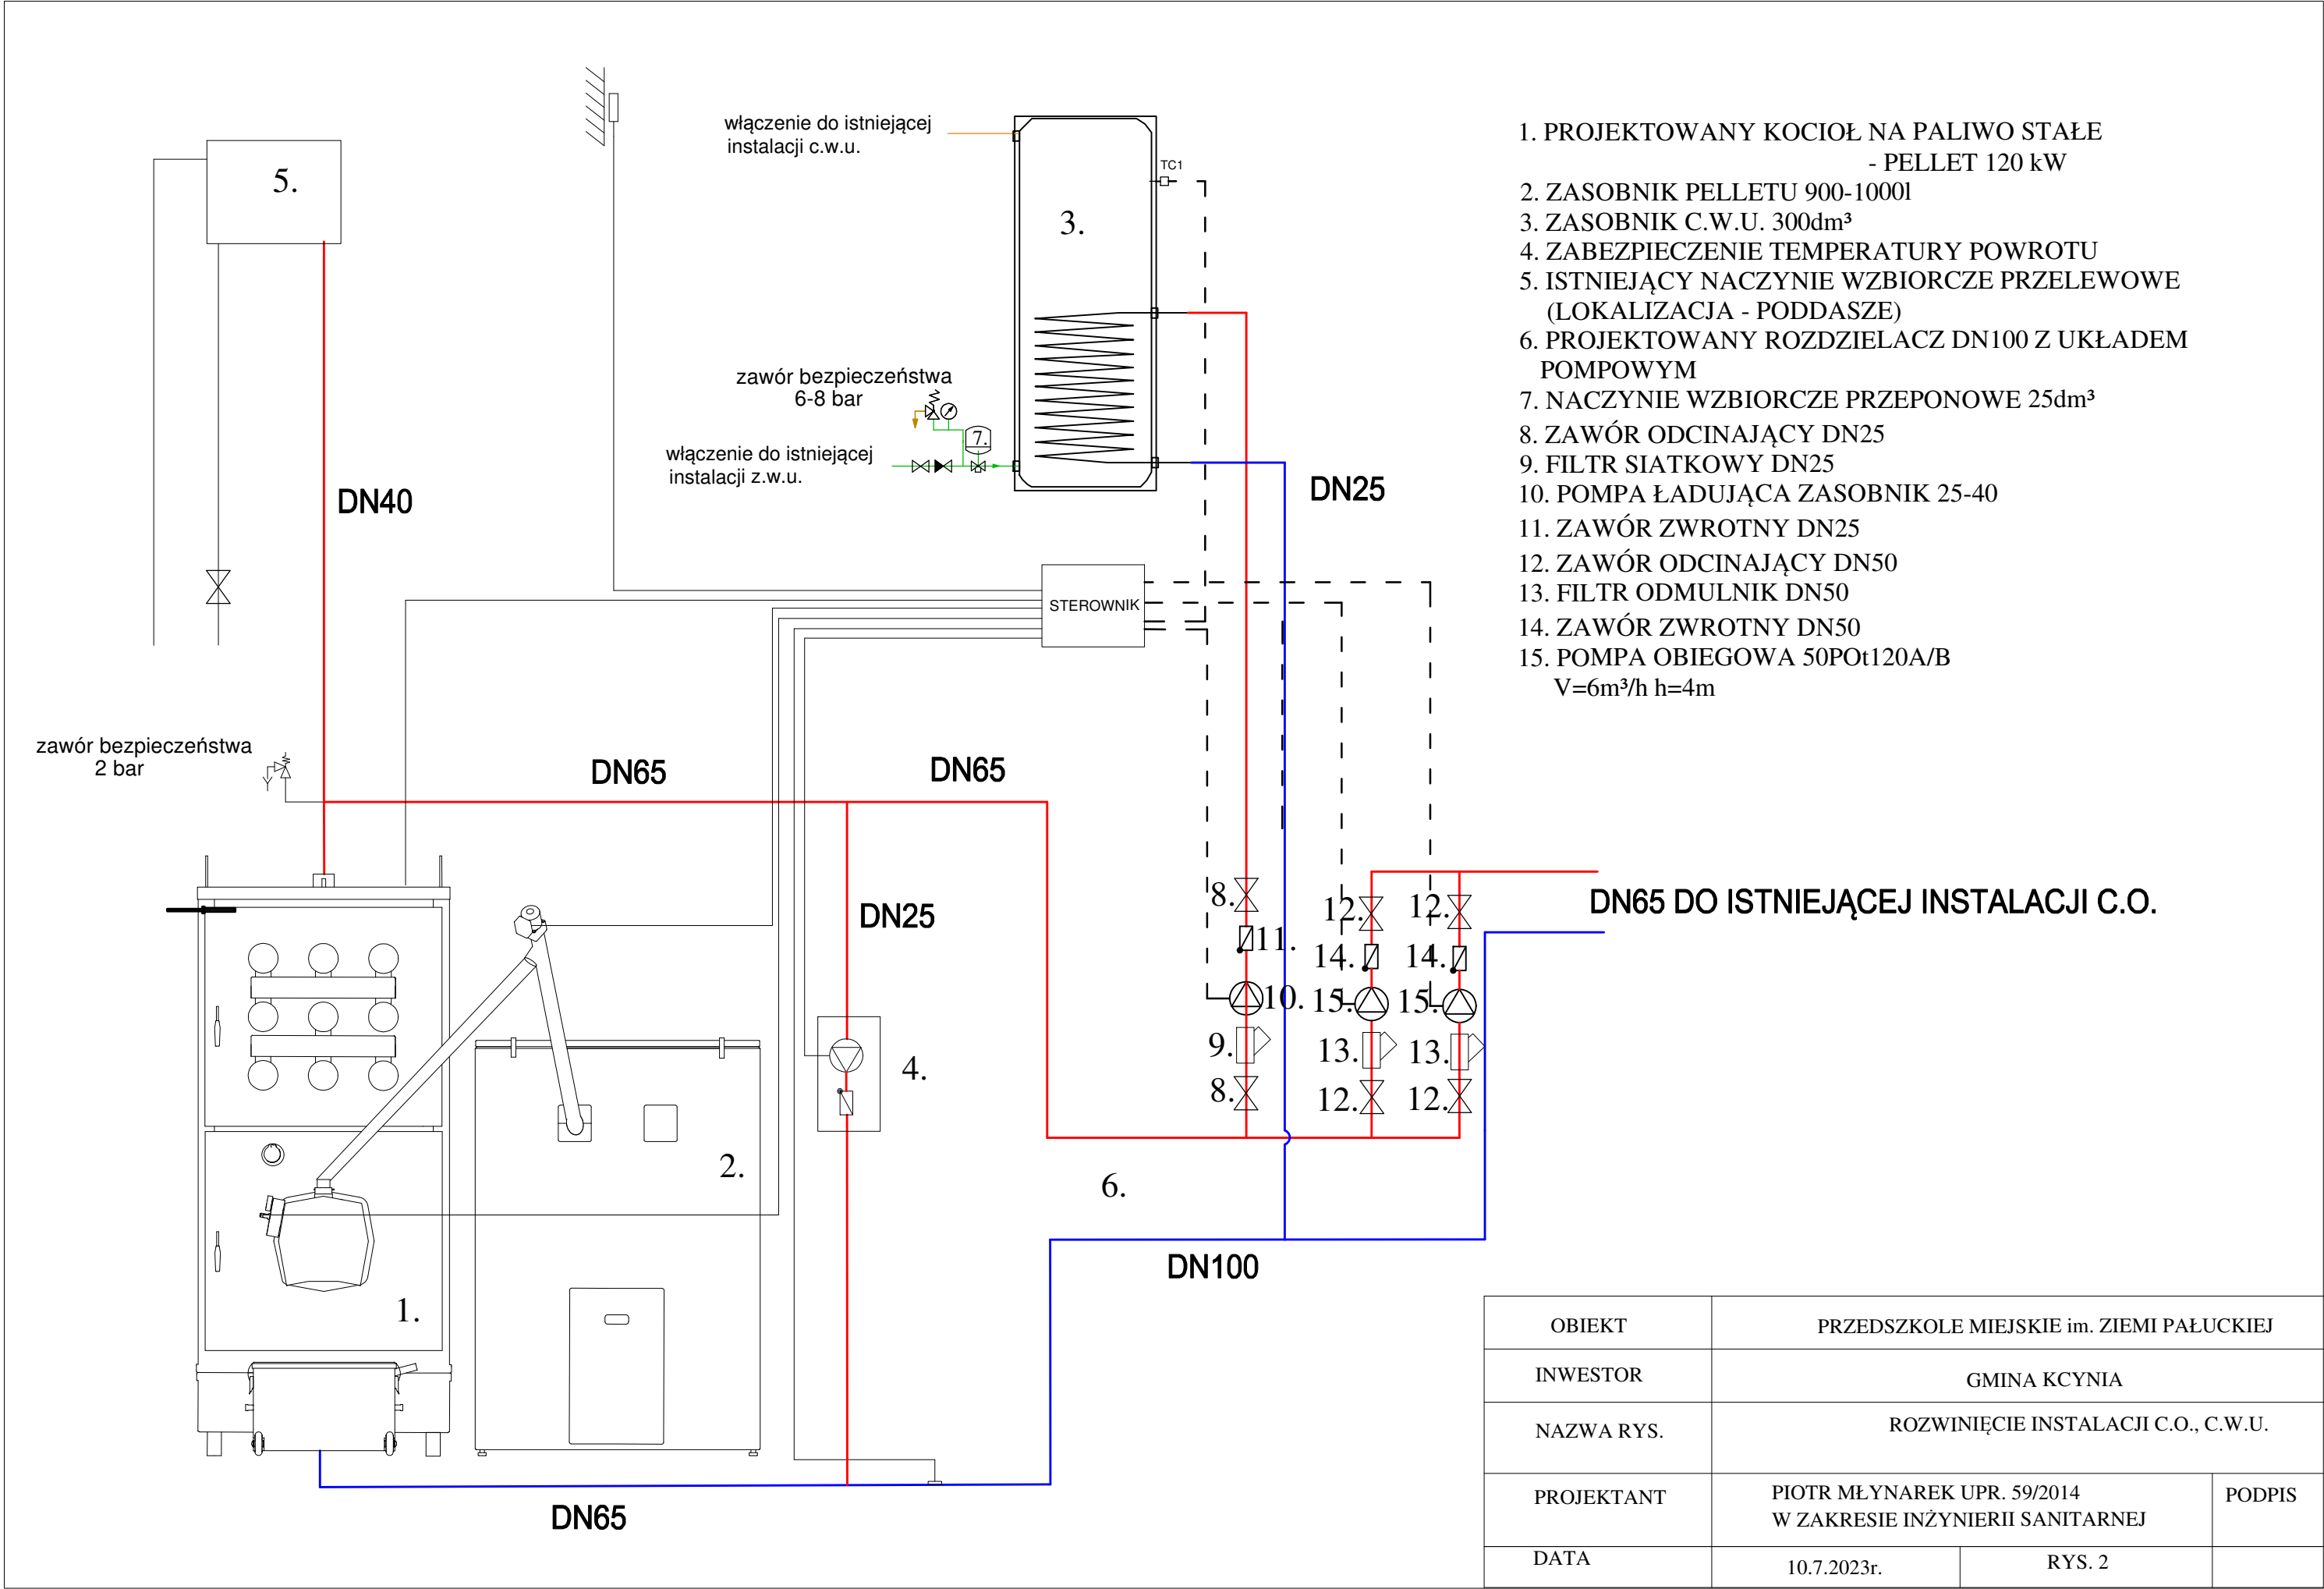 włączenie do istniejącej
instalacji c.w.u.
TC1
5.
3.
zawór bezpieczeństwa
6-8 bar
7.
włączenie do istniejącej
instalacji z.w.u.
DN40
DN25
STEROWNIK
zawór bezpieczeństwa
2 bar
DN65
DN65
DN25
8.
12.
12.
11.
14.
14.
10.
15.
15.
9.
13.
13.
8.
12.
12.
4.
2.
6.
1.
DN100
DN65
DN65 DO ISTNIEJĄCEJ INSTALACJI C.O.
1. PROJEKTOWANY KOCIOŁ NA PALIWO STAŁE
- PELLET 120 kW
2. ZASOBNIK PELLETU 900-1000l
3. ZASOBNIK C.W.U. 300dm³
4. ZABEZPIECZENIE TEMPERATURY POWROTU
5. ISTNIEJĄCY NACZYNIE WZBIORCZE PRZELEWOWE
(LOKALIZACJA - PODDASZE)
6. PROJEKTOWANY ROZDZIELACZ DN100 Z UKŁADEM
POMPOWYM
7. NACZYNIE WZBIORCZE PRZEPONOWE 25dm³
8. ZAWÓR ODCINAJĄCY DN25
9. FILTR SIATKOWY DN25
10. POMPA ŁADUJĄCA ZASOBNIK 25-40
11. ZAWÓR ZWROTNY DN25
12. ZAWÓR ODCINAJĄCY DN50
13. FILTR ODMULNIK DN50
14. ZAWÓR ZWROTNY DN50
15. POMPA OBIEGOWA 50POt120A/B
V=6m³/h h=4m
OBIEKT PRZEDSZKOLE MIEJSKIE im. ZIEMI PAŁUCKIEJ
INWESTOR GMINA KCYNIA
NAZWA RYS. ROZWINIĘCIE INSTALACJI C.O., C.W.U.
PROJEKTANT PIOTR MŁYNAREK UPR. 59/2014 PODPIS
W ZAKRESIE INŻYNIERII SANITARNEJ
DATA 10.7.2023r. RYS. 2